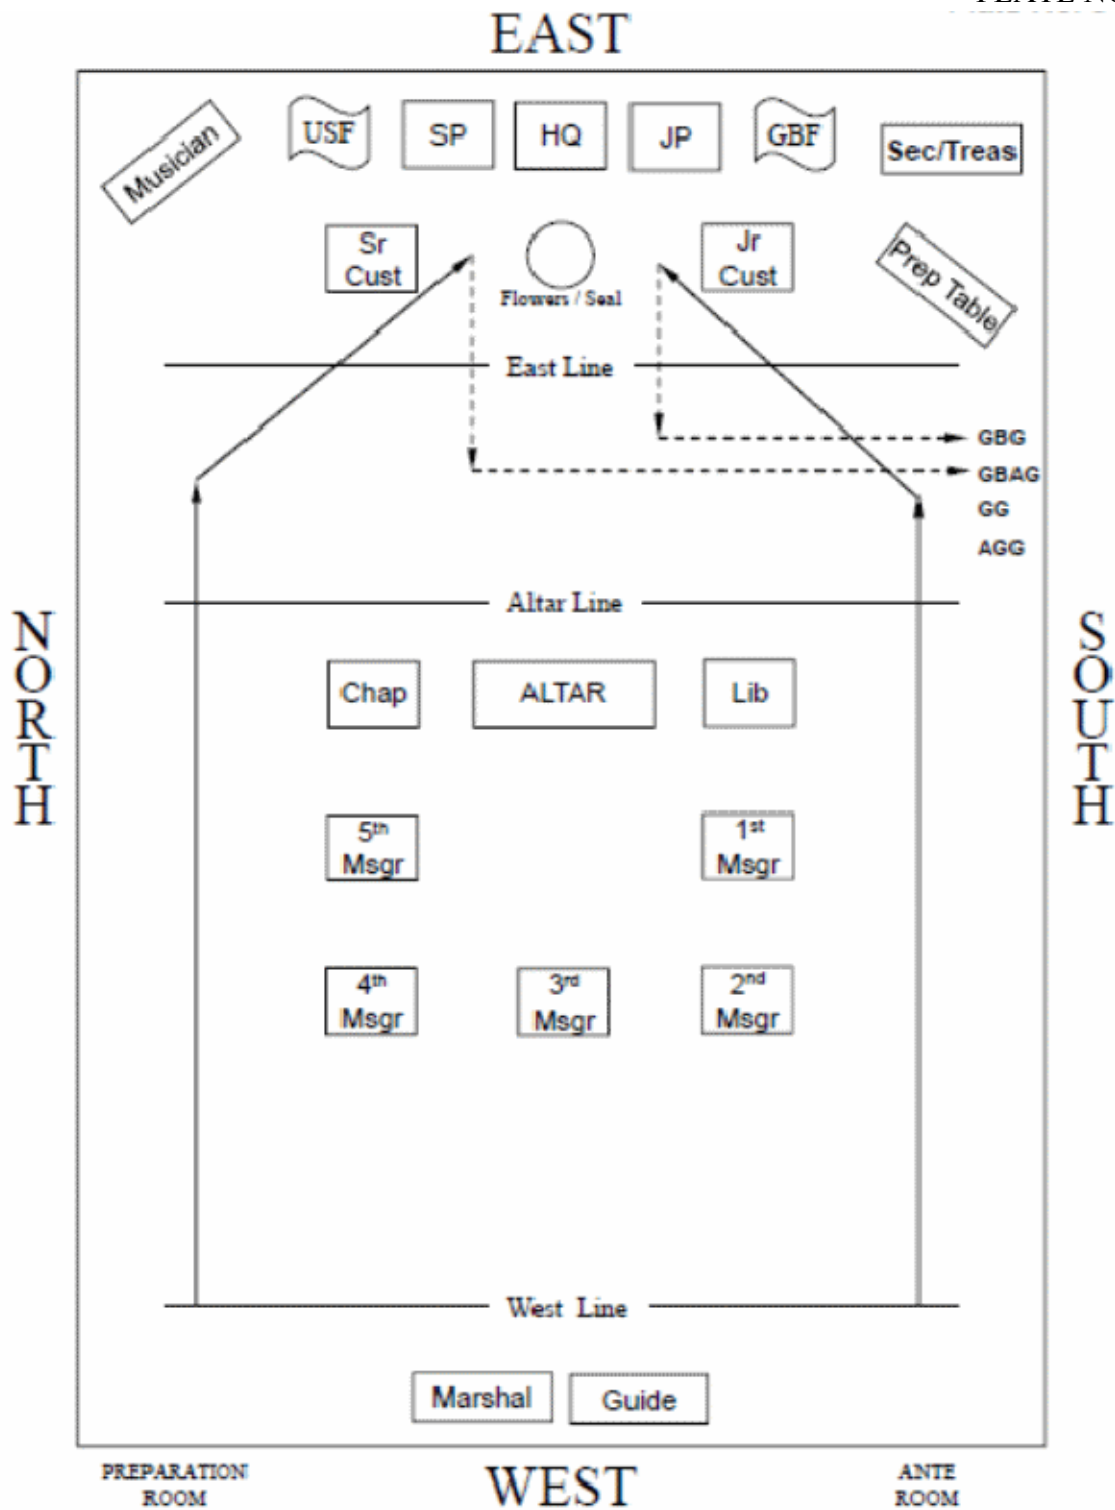 EAST
Musician
USF
SP
HQ
JP
GBF
Sec/Treas
Sr
Cust
Flowers / Seal
Jr
Cust
Prep Table
East Line
GBG
GBAG
GG
AGG
Altar Line
NORTH
SOUTH
Chap
ALTAR
Lib
5th
Msgr
1st
Msgr
4th
Msgr
3rd
Msgr
2nd
Msgr
West Line
Marshal
Guide
PREPARATION
ROOM
WEST
ANTE
ROOM